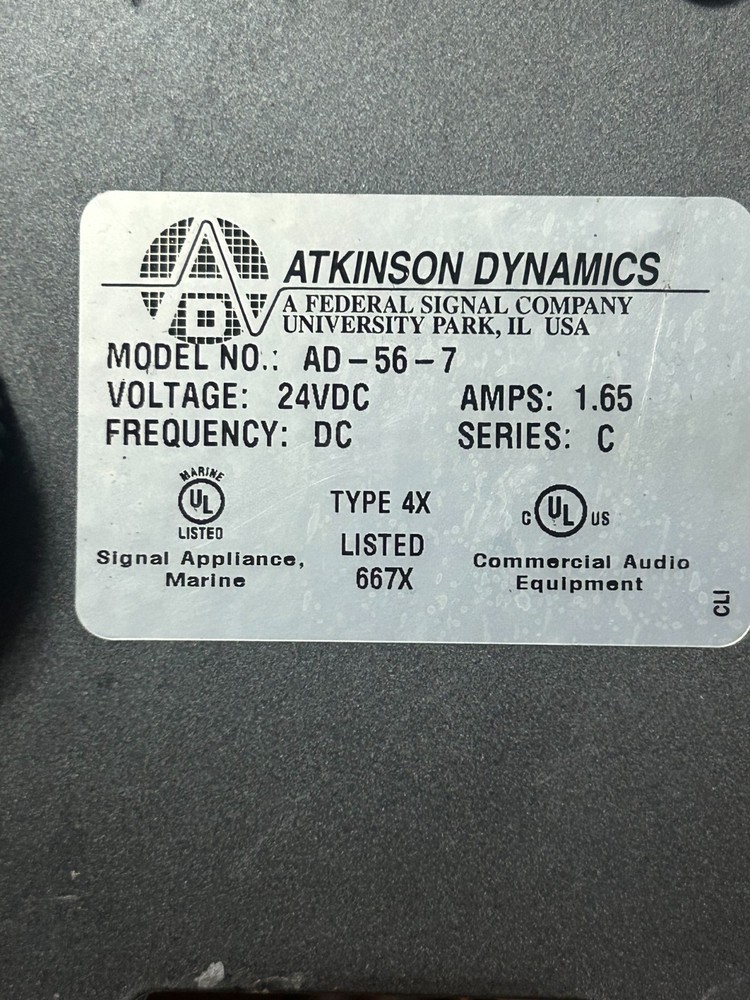 ATKINSON DYNAMICS
A FEDERAL SIGNAL COMPANY
UNIVERSITY PARK, IL USA
MODEL NO.: AD-56-7
VOLTAGE: 24VDC AMPS: 1.65
FREQUENCY: DC SERIES: C
MARINE
UL
LISTED
Signal Appliance,
Marine
TYPE 4X
LISTED
667X
C UL US
Commercial Audio
Equipment
CLI